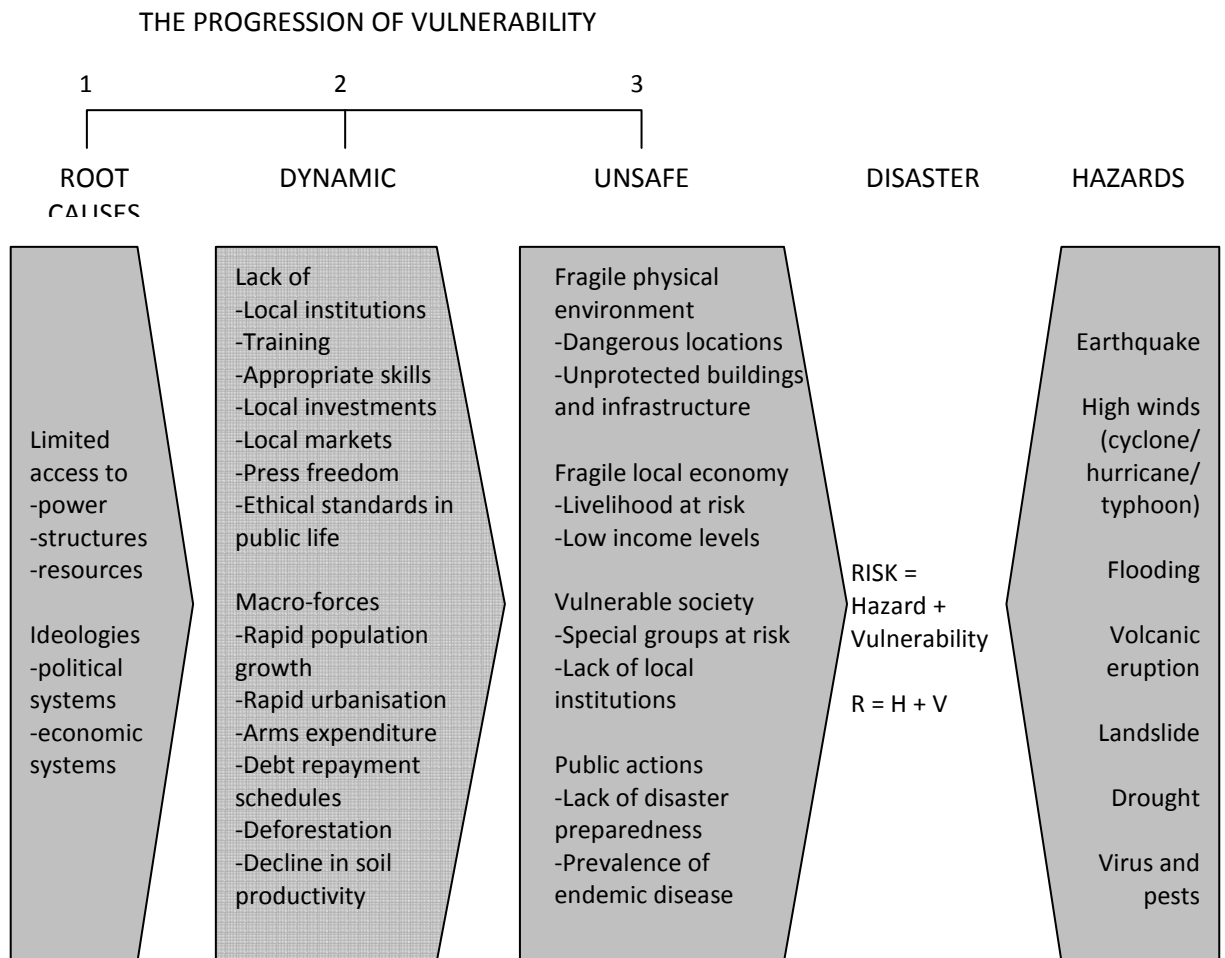 THE PROGRESSION OF VULNERABILITY
1
2
3
ROOT
CAUSES
DYNAMIC
UNSAFE
DISASTER
HAZARDS
Limited
access to
-power
-structures
-resources
Ideologies
-political
systems
-economic
systems
Lack of
-Local institutions
-Training
-Appropriate skills
-Local investments
-Local markets
-Press freedom
-Ethical standards in
public life
Macro-forces
-Rapid population
growth
-Rapid urbanisation
-Arms expenditure
-Debt repayment
schedules
-Deforestation
-Decline in soil
productivity
Fragile physical
environment
-Dangerous locations
-Unprotected buildings
and infrastructure
Fragile local economy
-Livelihood at risk
-Low income levels
Vulnerable society
-Special groups at risk
-Lack of local
institutions
Public actions
-Lack of disaster
preparedness
-Prevalence of
endemic disease
RISK =
Hazard +
Vulnerability
R = H + V
Earthquake
High winds
(cyclone/
hurricane/
typhoon)
Flooding
Volcanic
eruption
Landslide
Drought
Virus and
pests